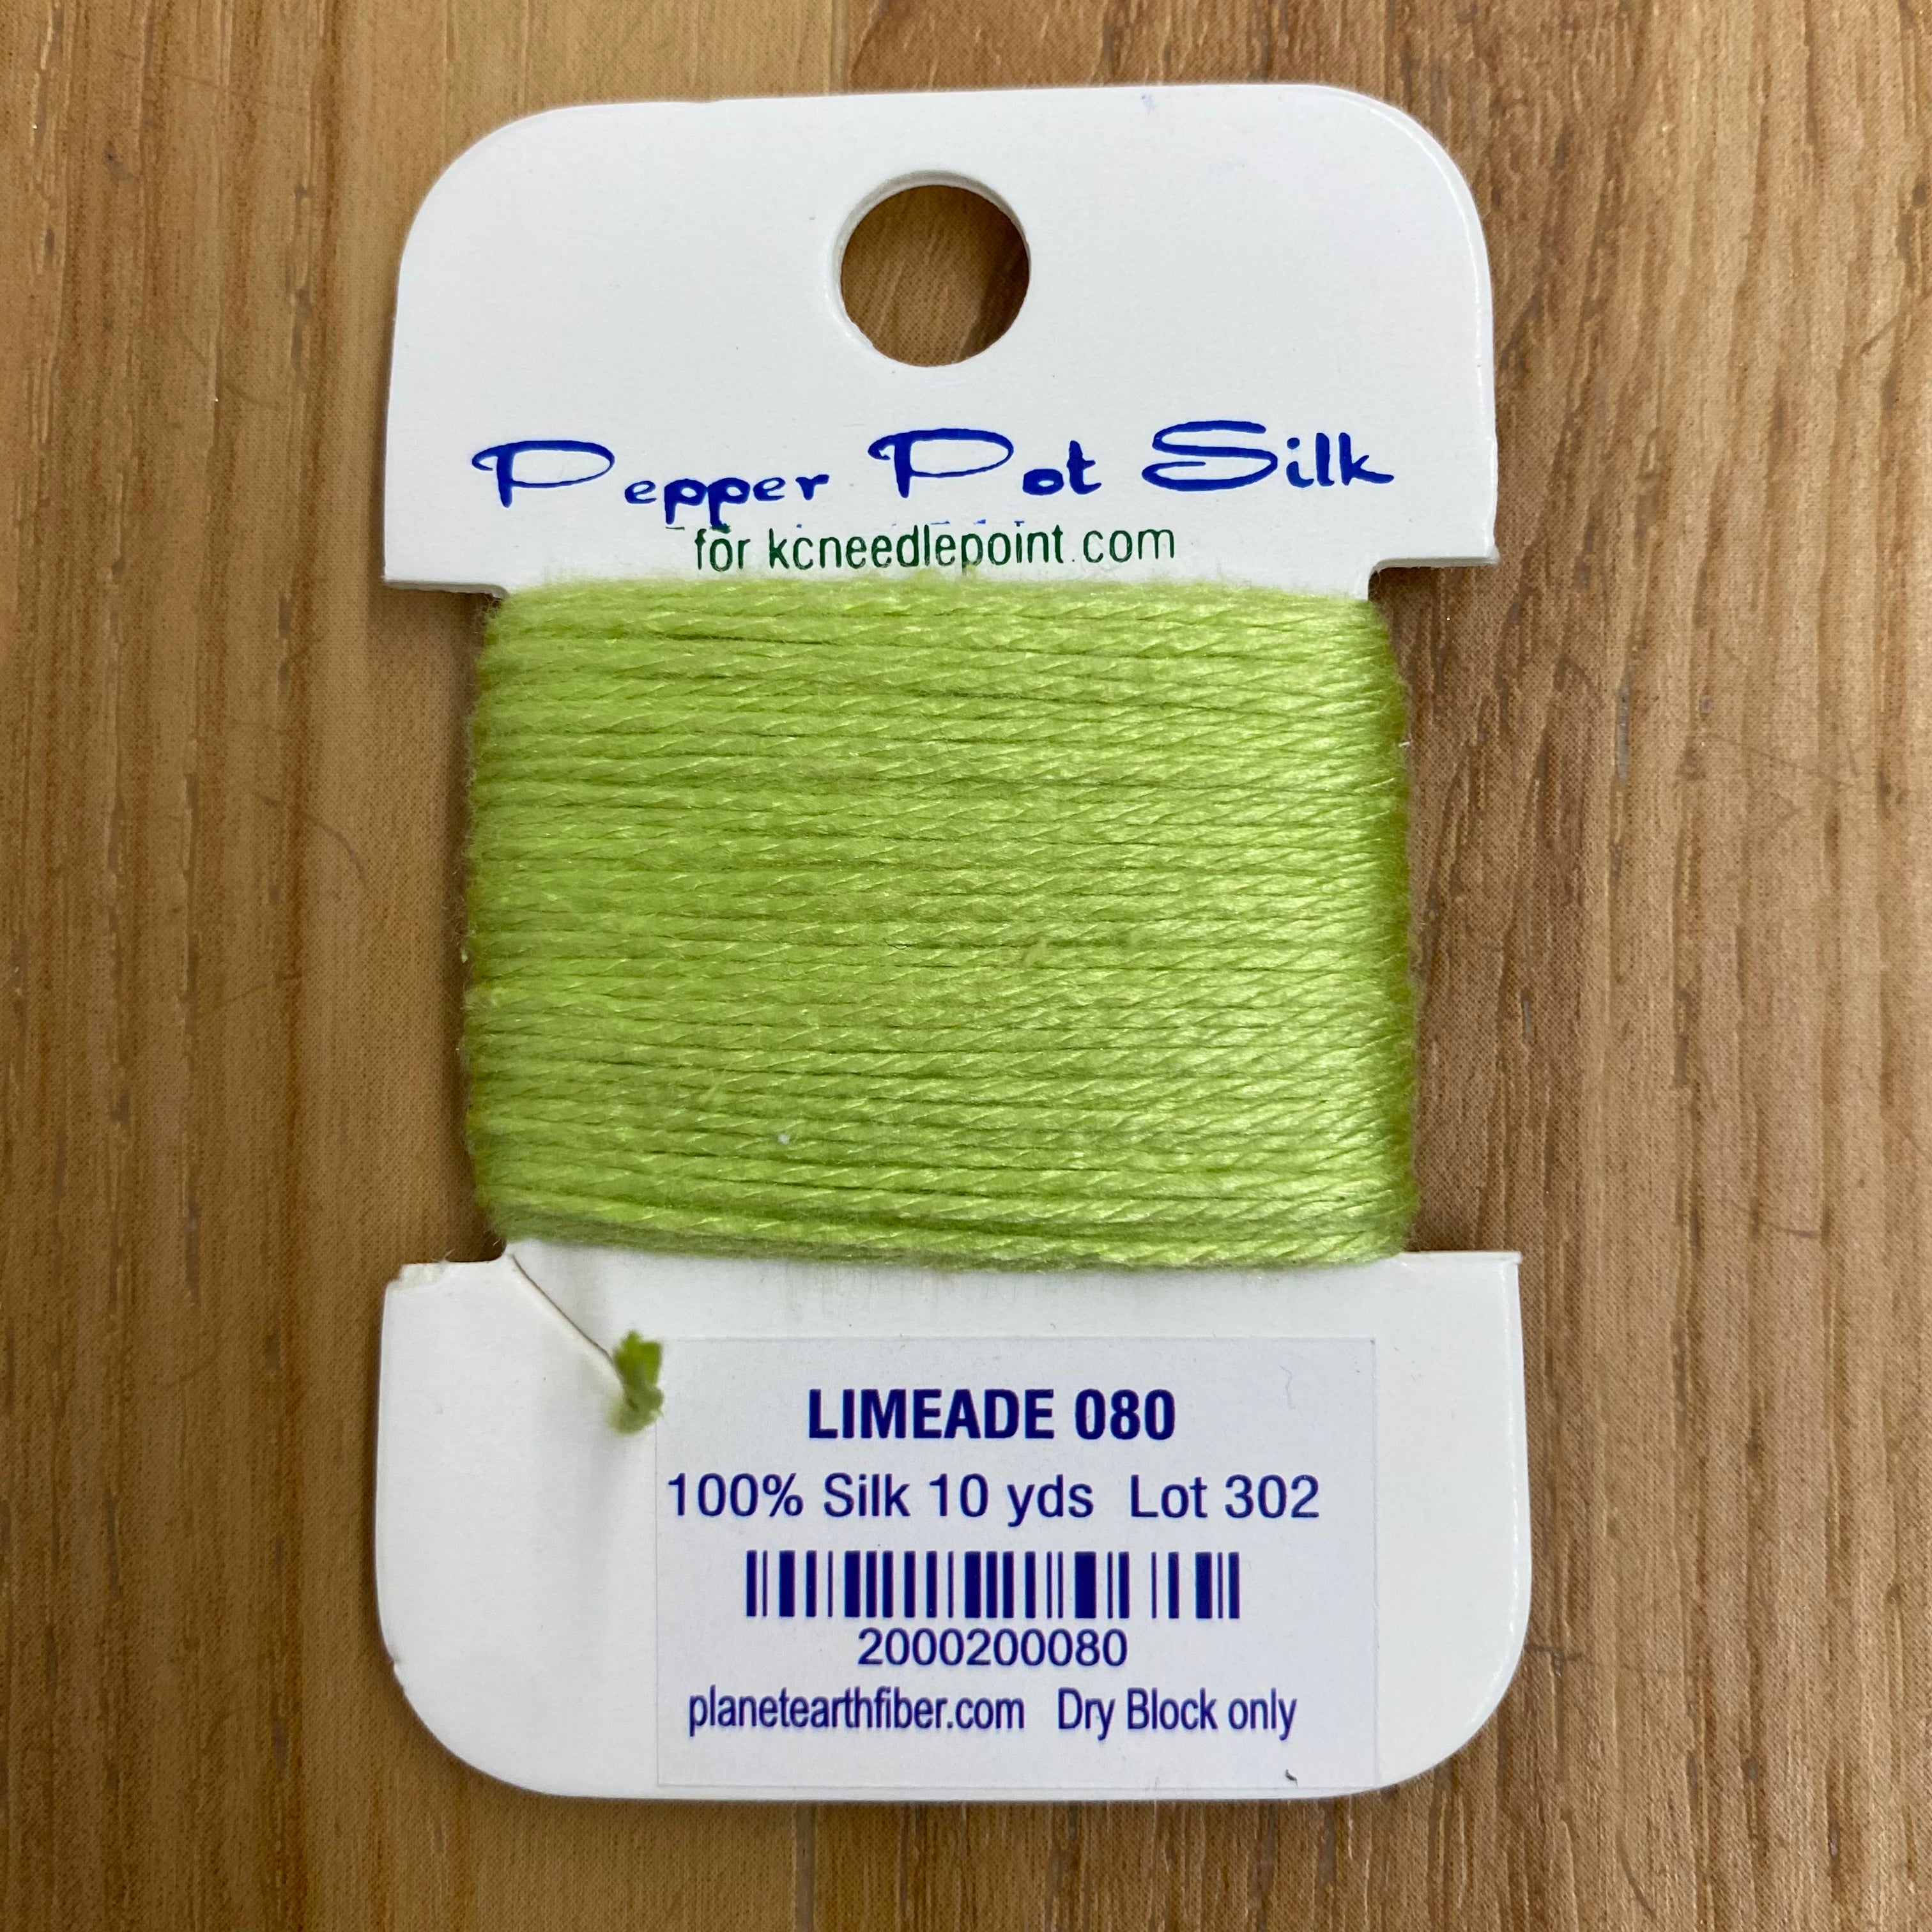 Pepper Pot Silk
for kcneedlepoint.com
LIMEADE 080
100% Silk 10 yds Lot 302
2000200080
planetearthfiber.com Dry Block only